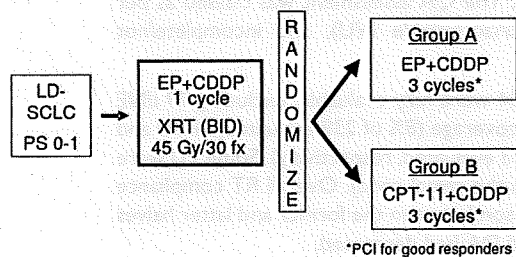 LD-
SCLC
PS 0-1
EP+CDDP
1 cycle
XRT (BID)
45 Gy/30 fx
RANDOMIZE
Group A
EP+CDDP
3 cycles*
Group B
CPT-11+CDDP
3 cycles*
*PCI for good responders